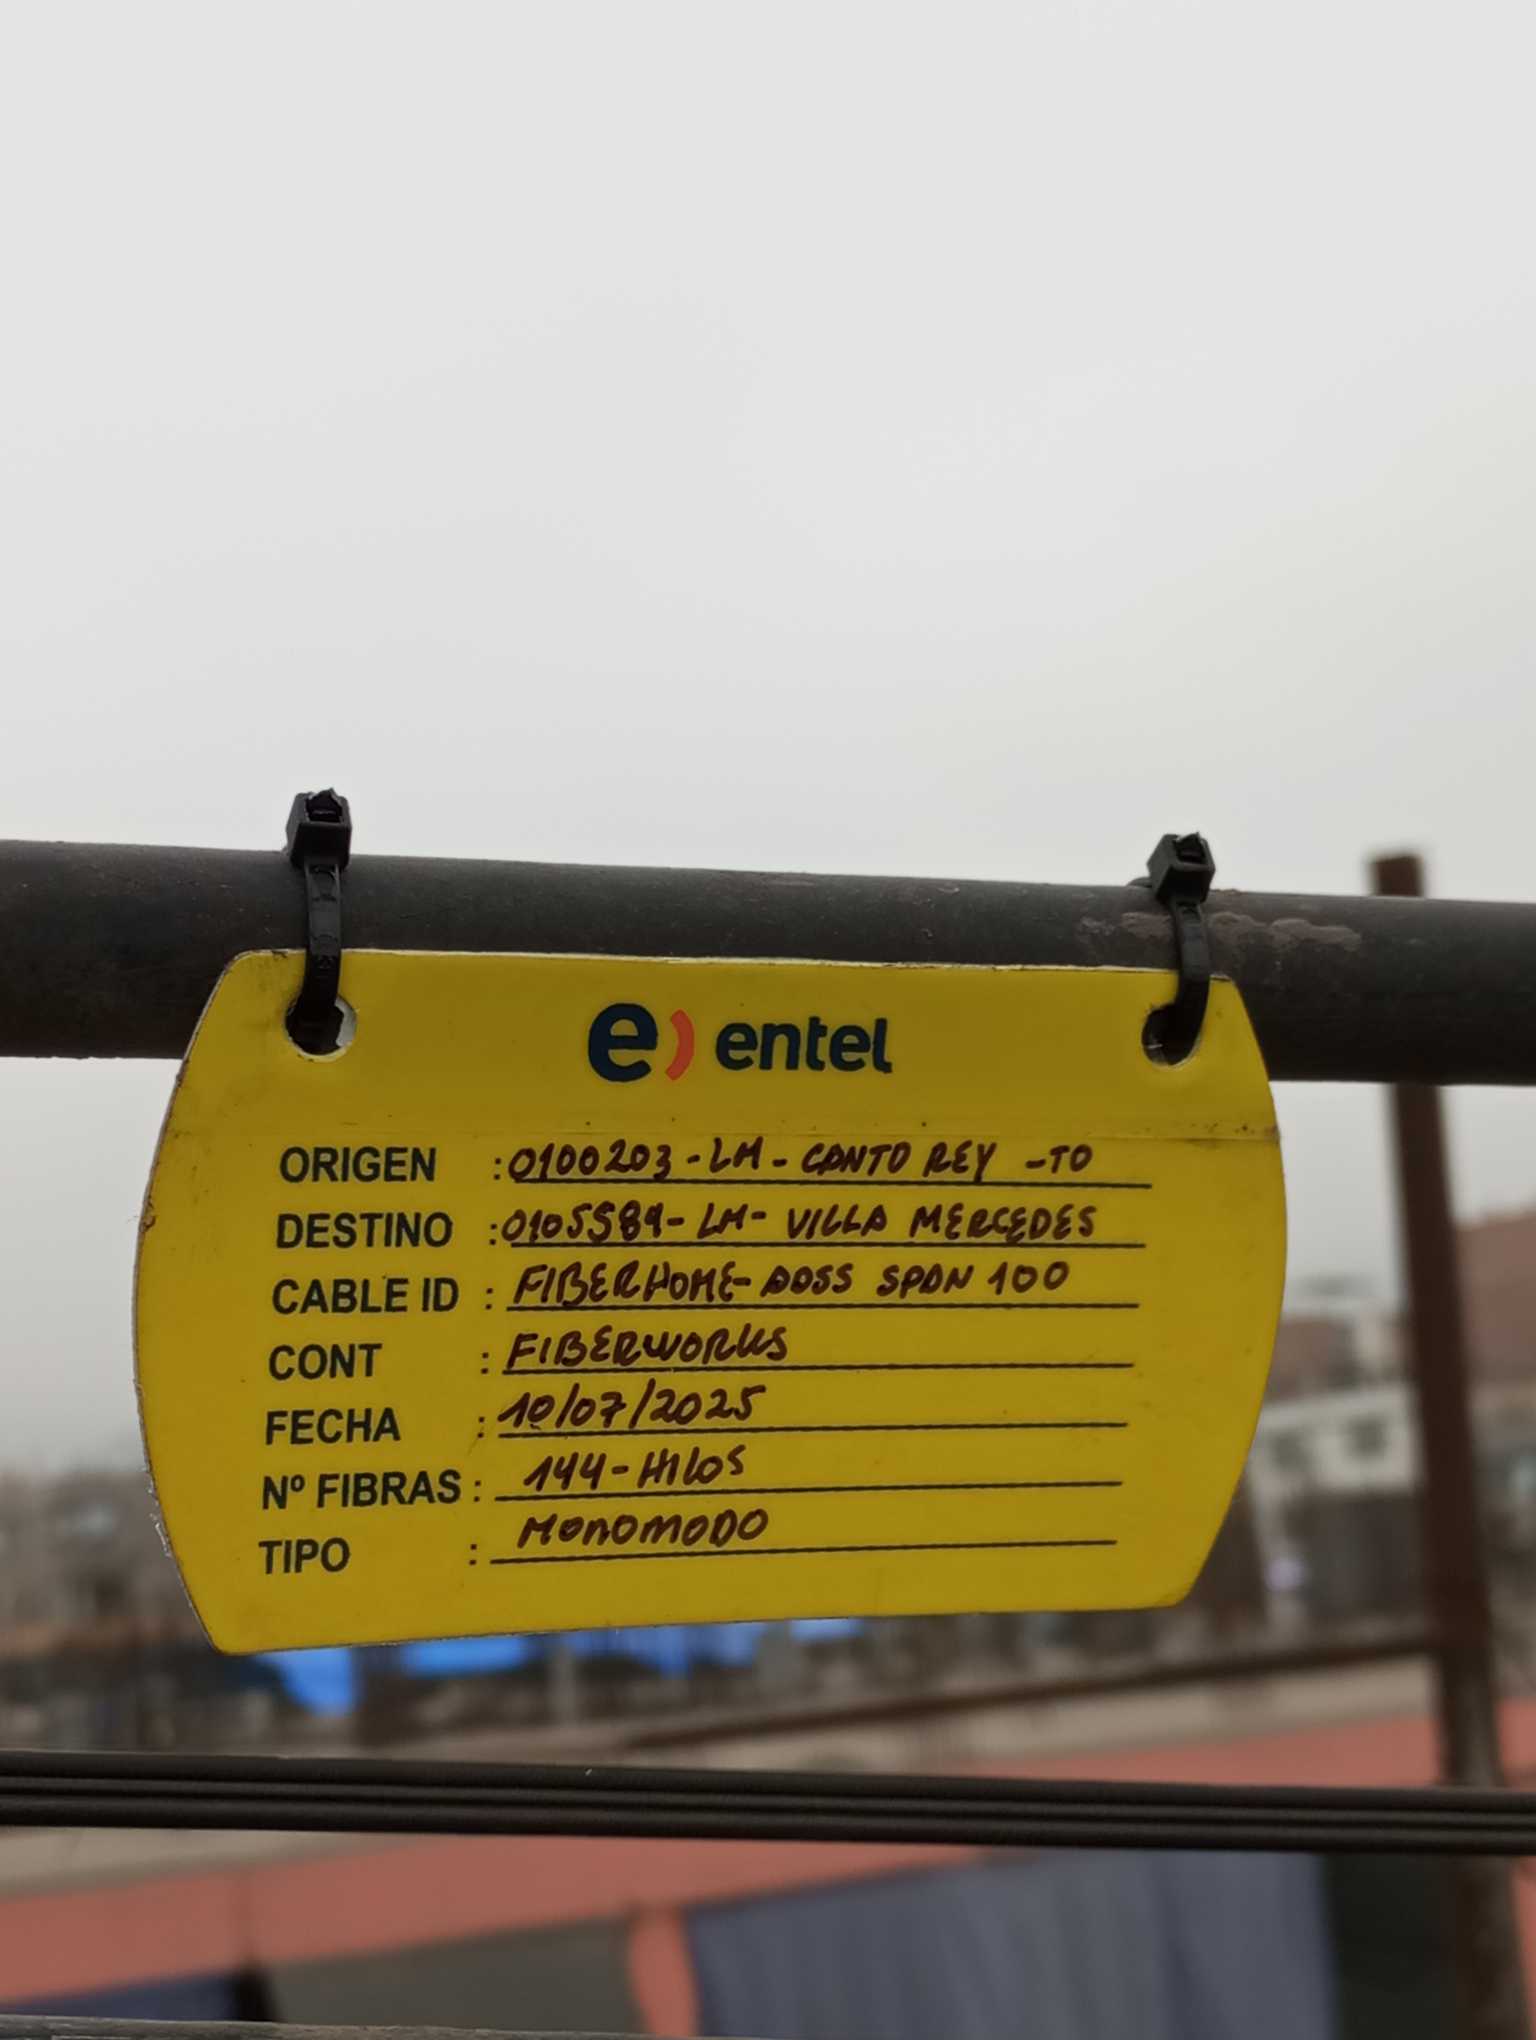 e) entel
ORIGEN : 0100203-LM-CANTO REY -TO
DESTINO : 0105589-LM- VILLA MERCEDES
CABLE ID : FIBERHOME-ADSS SPAN 100
CONT : FIBERWORKS
FECHA : 10/07/2025
Nº FIBRAS : 144-HILOS
TIPO : MONOMODO